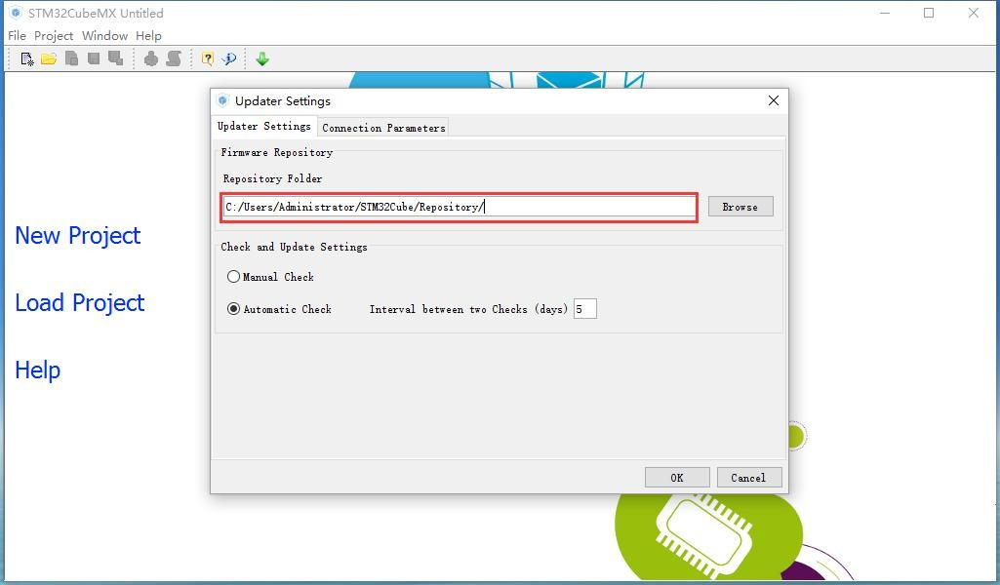 STM32CubeMX Untitled
File Project Window Help
Updater Settings
Updater Settings Connection Parameters
Firmware Repository
Repository Folder
C:/Users/Administrator/STM32Cube/Repository/
Browse
New Project
Check and Update Settings
Manual Check
Load Project
Automatic Check Interval between two Checks (days) 5
Help
OK Cancel